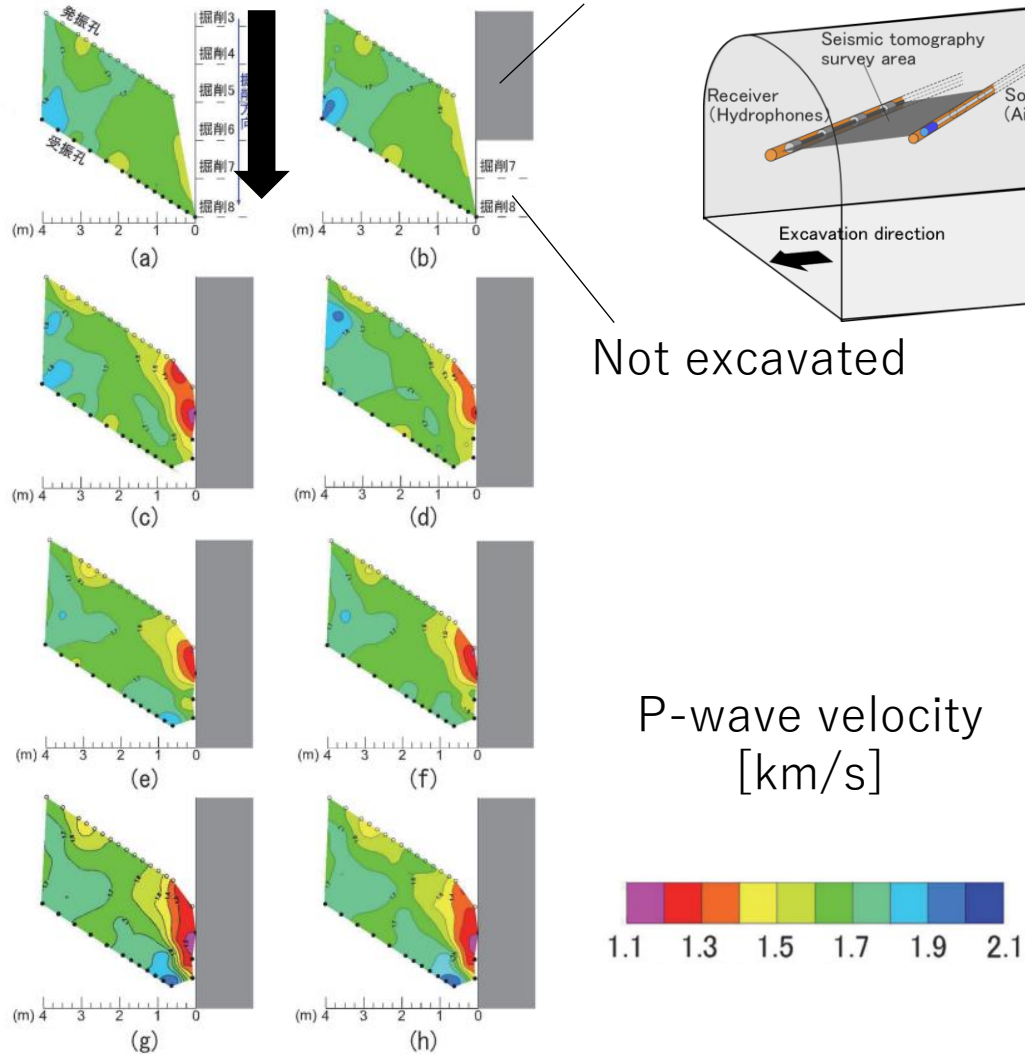 発振孔
受振孔
掘削3
掘削4
掘削5
掘削6
掘削7
掘削8
(m) 4 3 2 1 0
(a)
掘削7
掘削8
(m) 4 3 2 1 0
(b)
Seismic tomography
survey area
Receiver
(Hydrophones)
So
(Ai
Excavation direction
Not excavated
(m) 4 3 2 1 0
(c)
(m) 4 3 2 1 0
(d)
(m) 4 3 2 1 0
(e)
(m) 4 3 2 1 0
(f)
P-wave velocity
[km/s]
1.1 1.3 1.5 1.7 1.9 2.1
(m) 4 3 2 1 0
(g)
(m) 4 3 2 1 0
(h)